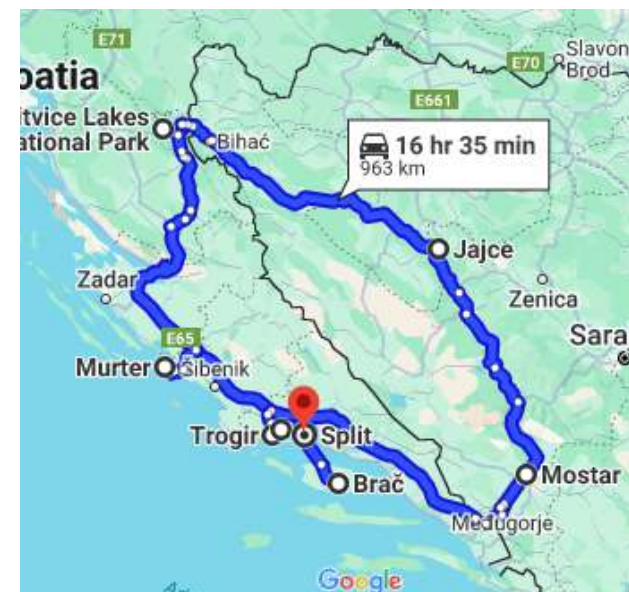 E71
Slavon
Brod
E70
oatia
E661
itvice Lakes
ational Park
Bihać
16 hr 35 min
963 km
Jajce
Zadar
Zenica
E65
Sara
Murter
Šibenik
Trogir
Split
Mostar
Brač
Međugorje
Google